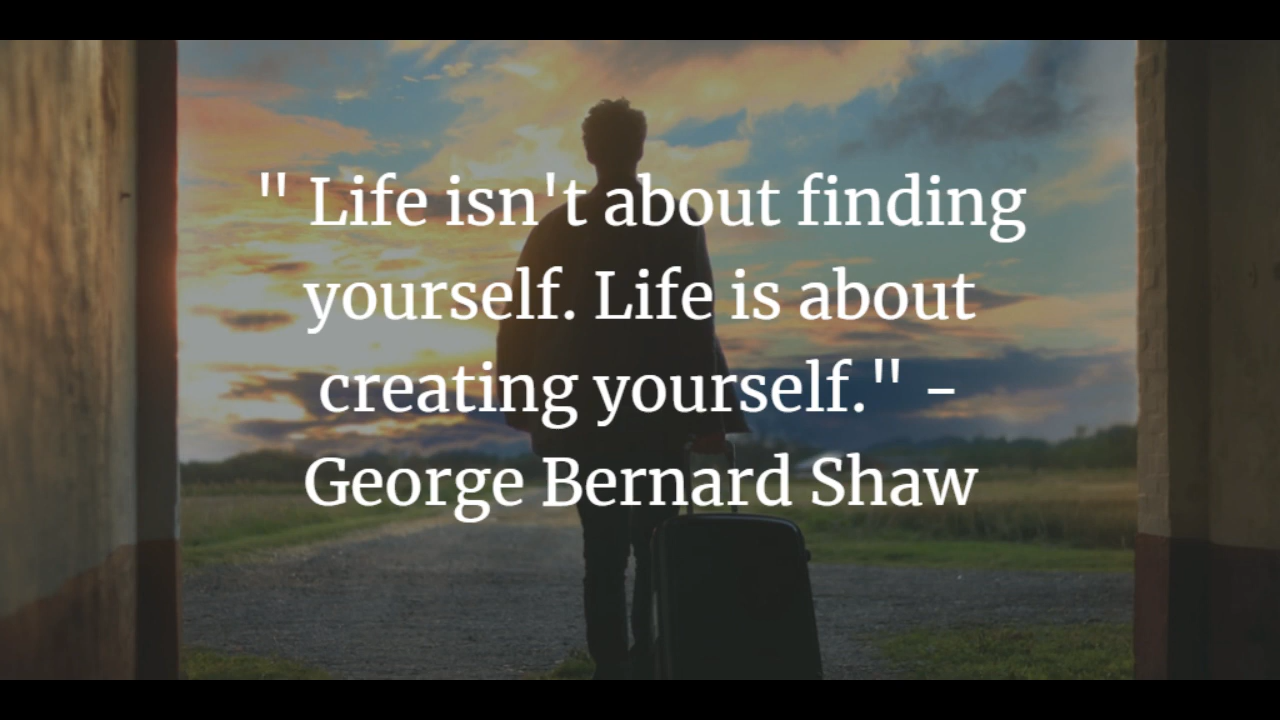 " Life isn't about finding
yourself. Life is about
creating yourself." -
George Bernard Shaw